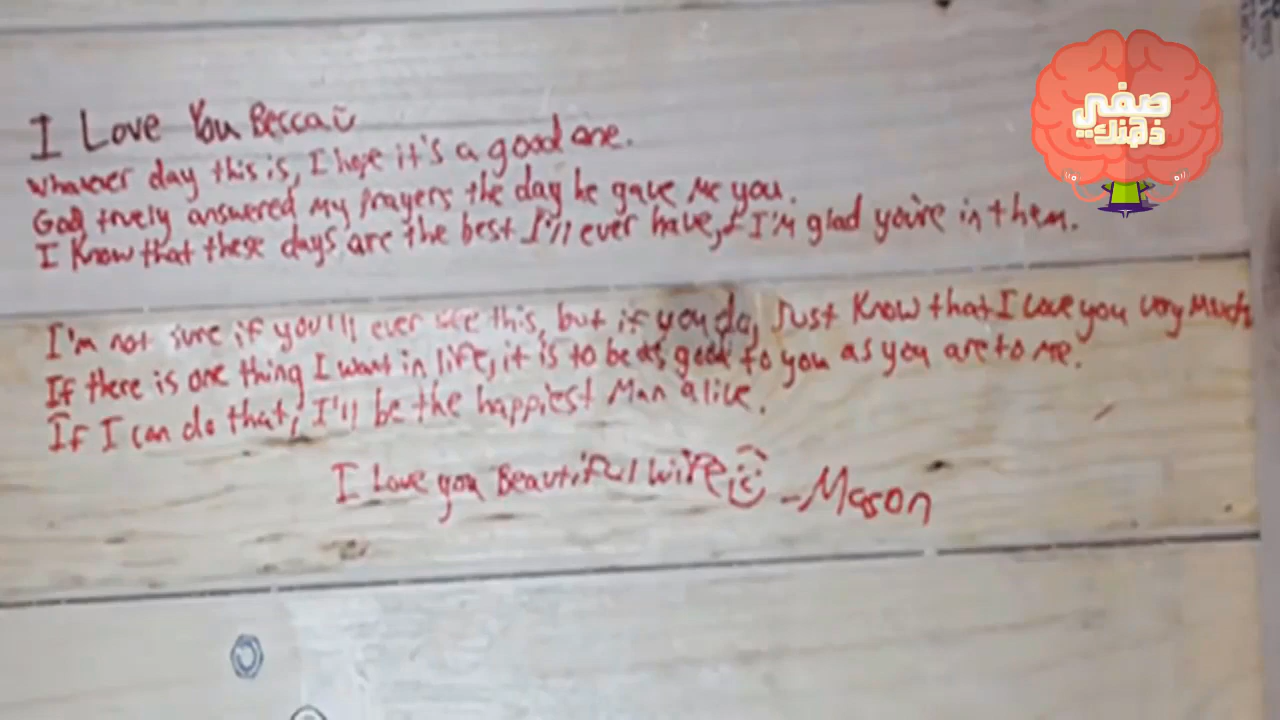 I Love You Becca
Whatever day this is, I hope it's a good one.
God truely answered my prayers the day he gave me you.
I know that these days are the best I'll ever have, & I'm glad you're in them.
I'm not sure if you'll ever see this, but if you do, Just know that I love you very much
If there is one thing I want in life, it is to be as good to you as you are to me.
If I can do that, I'll be the happiest man alive.
I Love you Beautiful wife -Mason
صفي
ذهنك